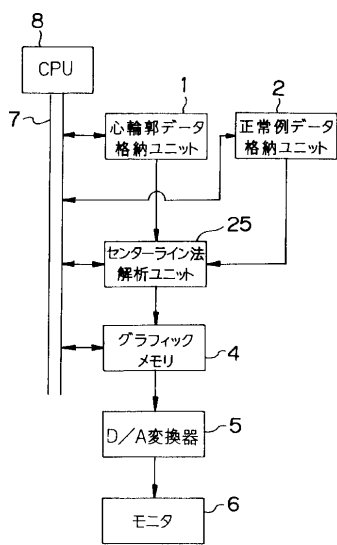 8
CPU
7
1
心輪郭データ
格納ユニット
2
正常例データ
格納ユニット
25
センターライン法
解析ユニット
グラフィック
メモリ
4
D/A変換器
5
モニタ
6